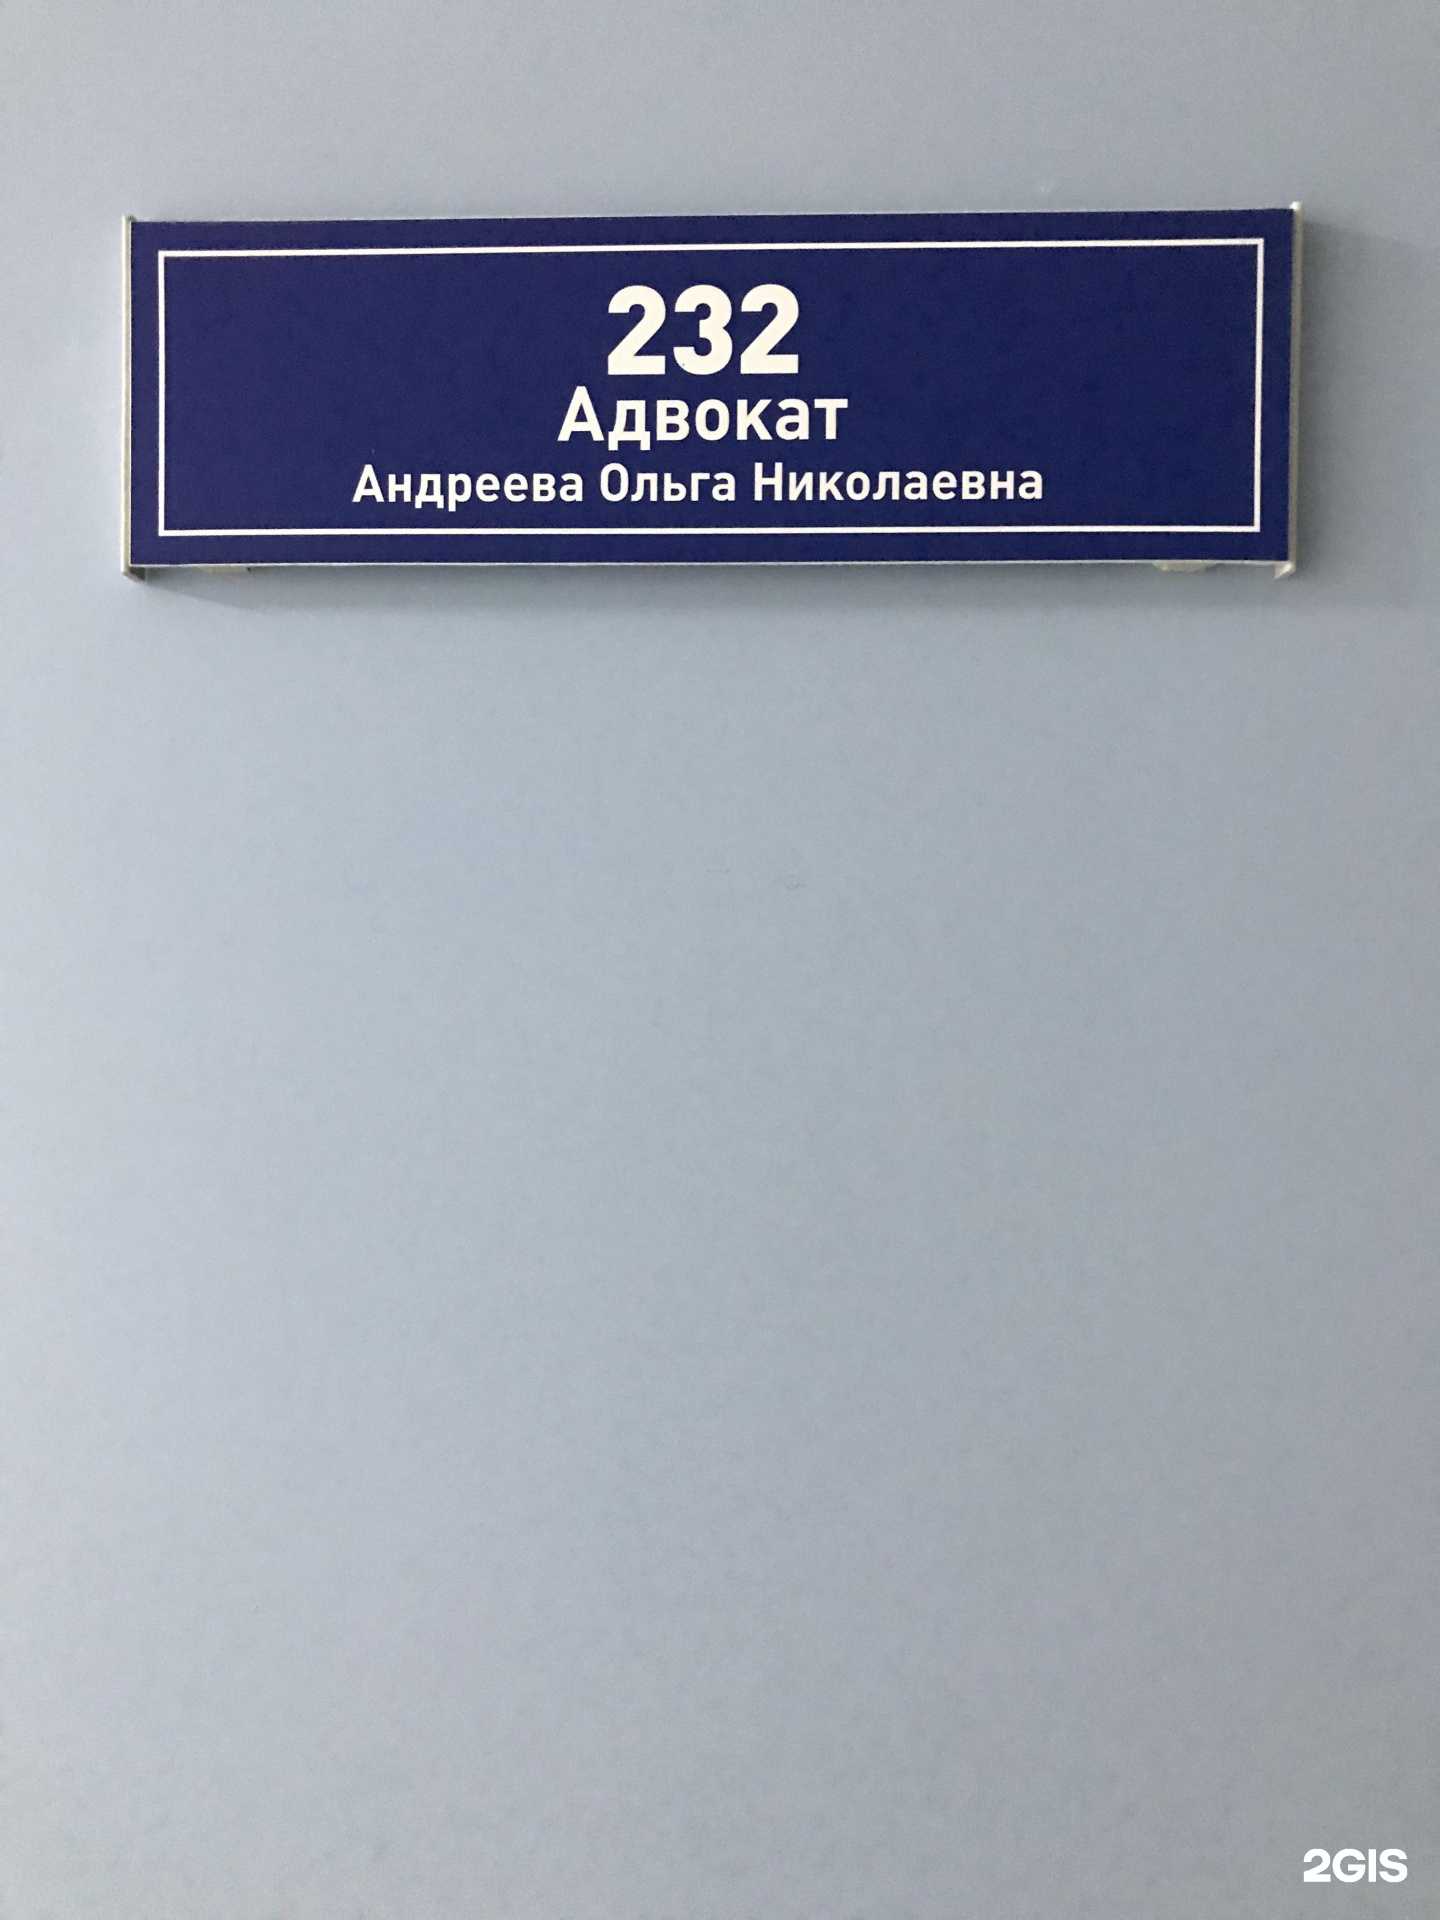 232
Адвокат
Андреева Ольга Николаевна
2GIS